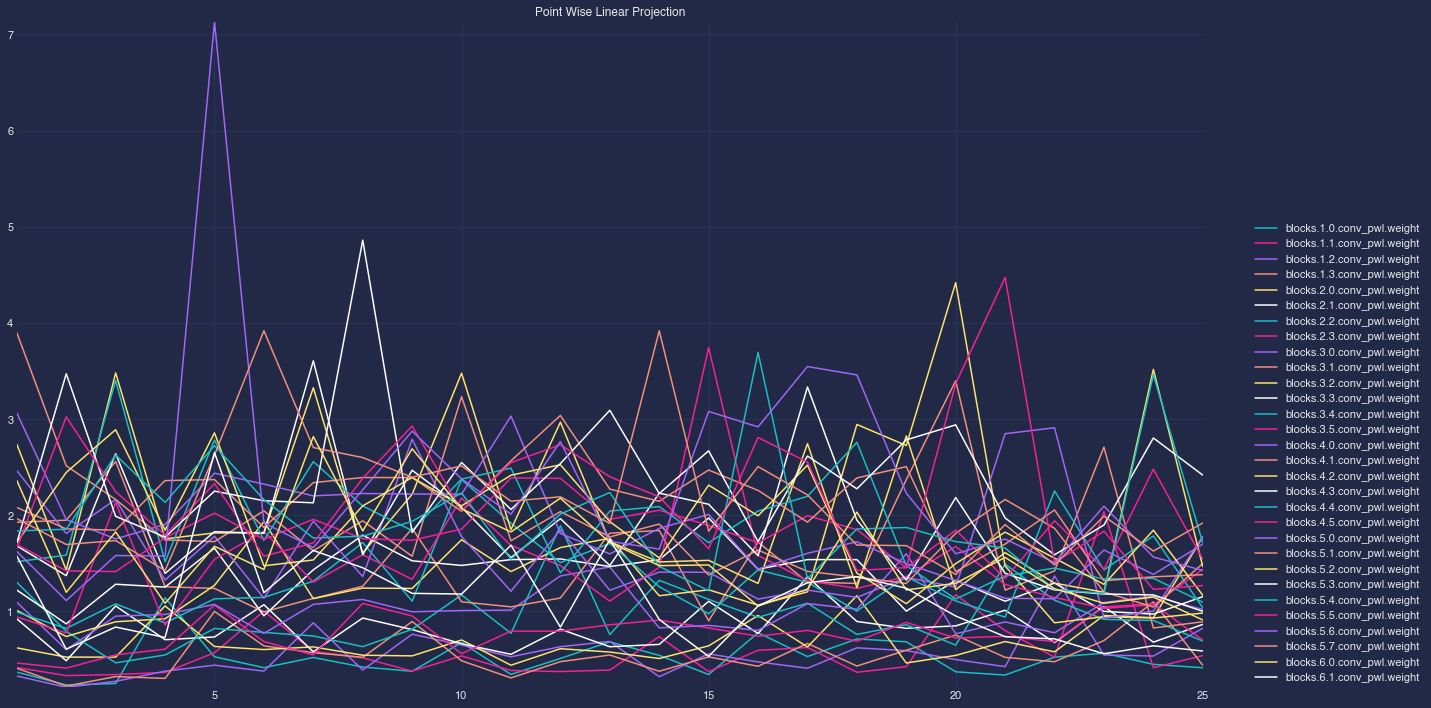 Point Wise Linear Projection
7
6
5
4
3
2
1
5
10
15
20
25
blocks.1.0.conv_pwl.weight
blocks.1.1.conv_pwl.weight
blocks.1.2.conv_pwl.weight
blocks.1.3.conv_pwl.weight
blocks.2.0.conv_pwl.weight
blocks.2.1.conv_pwl.weight
blocks.2.2.conv_pwl.weight
blocks.2.3.conv_pwl.weight
blocks.3.0.conv_pwl.weight
blocks.3.1.conv_pwl.weight
blocks.3.2.conv_pwl.weight
blocks.3.3.conv_pwl.weight
blocks.3.4.conv_pwl.weight
blocks.3.5.conv_pwl.weight
blocks.4.0.conv_pwl.weight
blocks.4.1.conv_pwl.weight
blocks.4.2.conv_pwl.weight
blocks.4.3.conv_pwl.weight
blocks.4.4.conv_pwl.weight
blocks.4.5.conv_pwl.weight
blocks.5.0.conv_pwl.weight
blocks.5.1.conv_pwl.weight
blocks.5.2.conv_pwl.weight
blocks.5.3.conv_pwl.weight
blocks.5.4.conv_pwl.weight
blocks.5.5.conv_pwl.weight
blocks.5.6.conv_pwl.weight
blocks.5.7.conv_pwl.weight
blocks.6.0.conv_pwl.weight
blocks.6.1.conv_pwl.weight